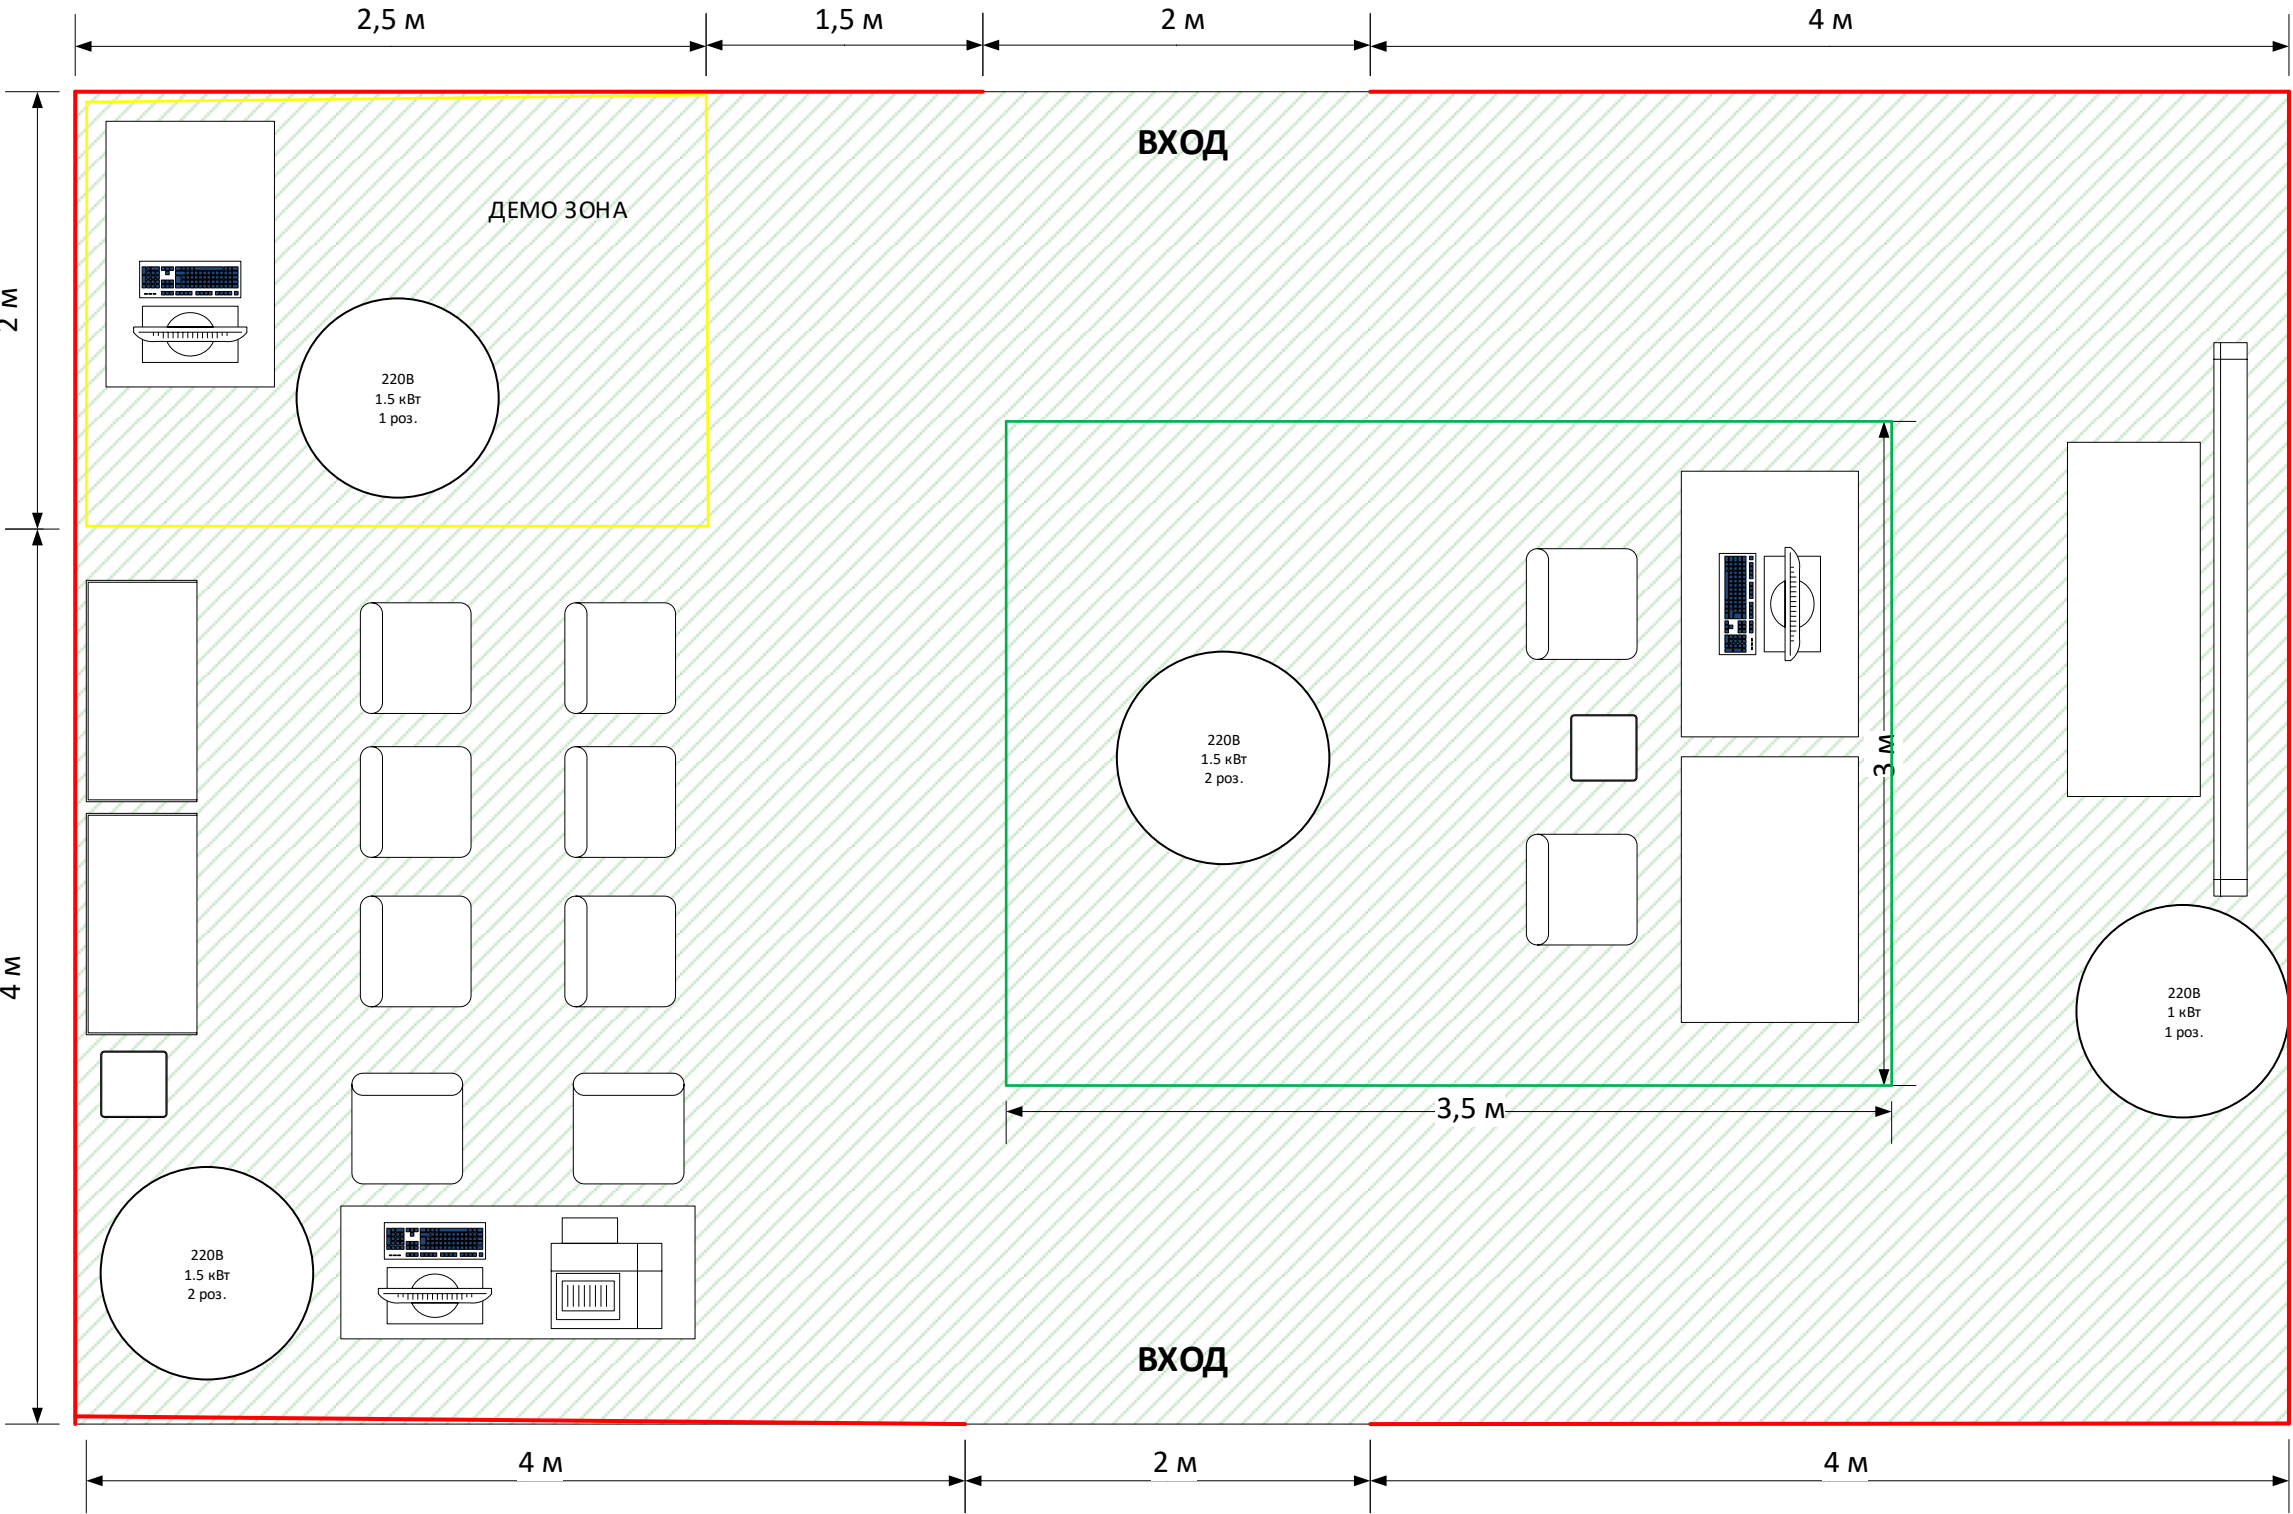 2,5 м
1,5 м
2 м
4 м
ВХОД
ДЕМО ЗОНА
2 м
220В
1.5 кВт
1 роз.
220В
1.5 кВт
2 роз.
3 м
4 м
220В
1 кВт
1 роз.
3,5 м
220В
1.5 кВт
2 роз.
ВХОД
4 м
2 м
4 м